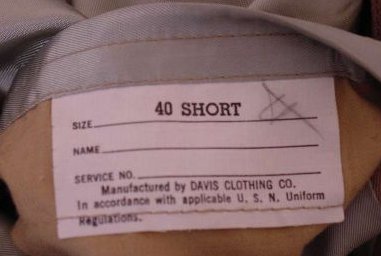 SIZE 40 SHORT
NAME
SERVICE NO.
Manufactured by DAVIS CLOTHING CO.
In accordance with applicable U. S. N. Uniform
Regulations.